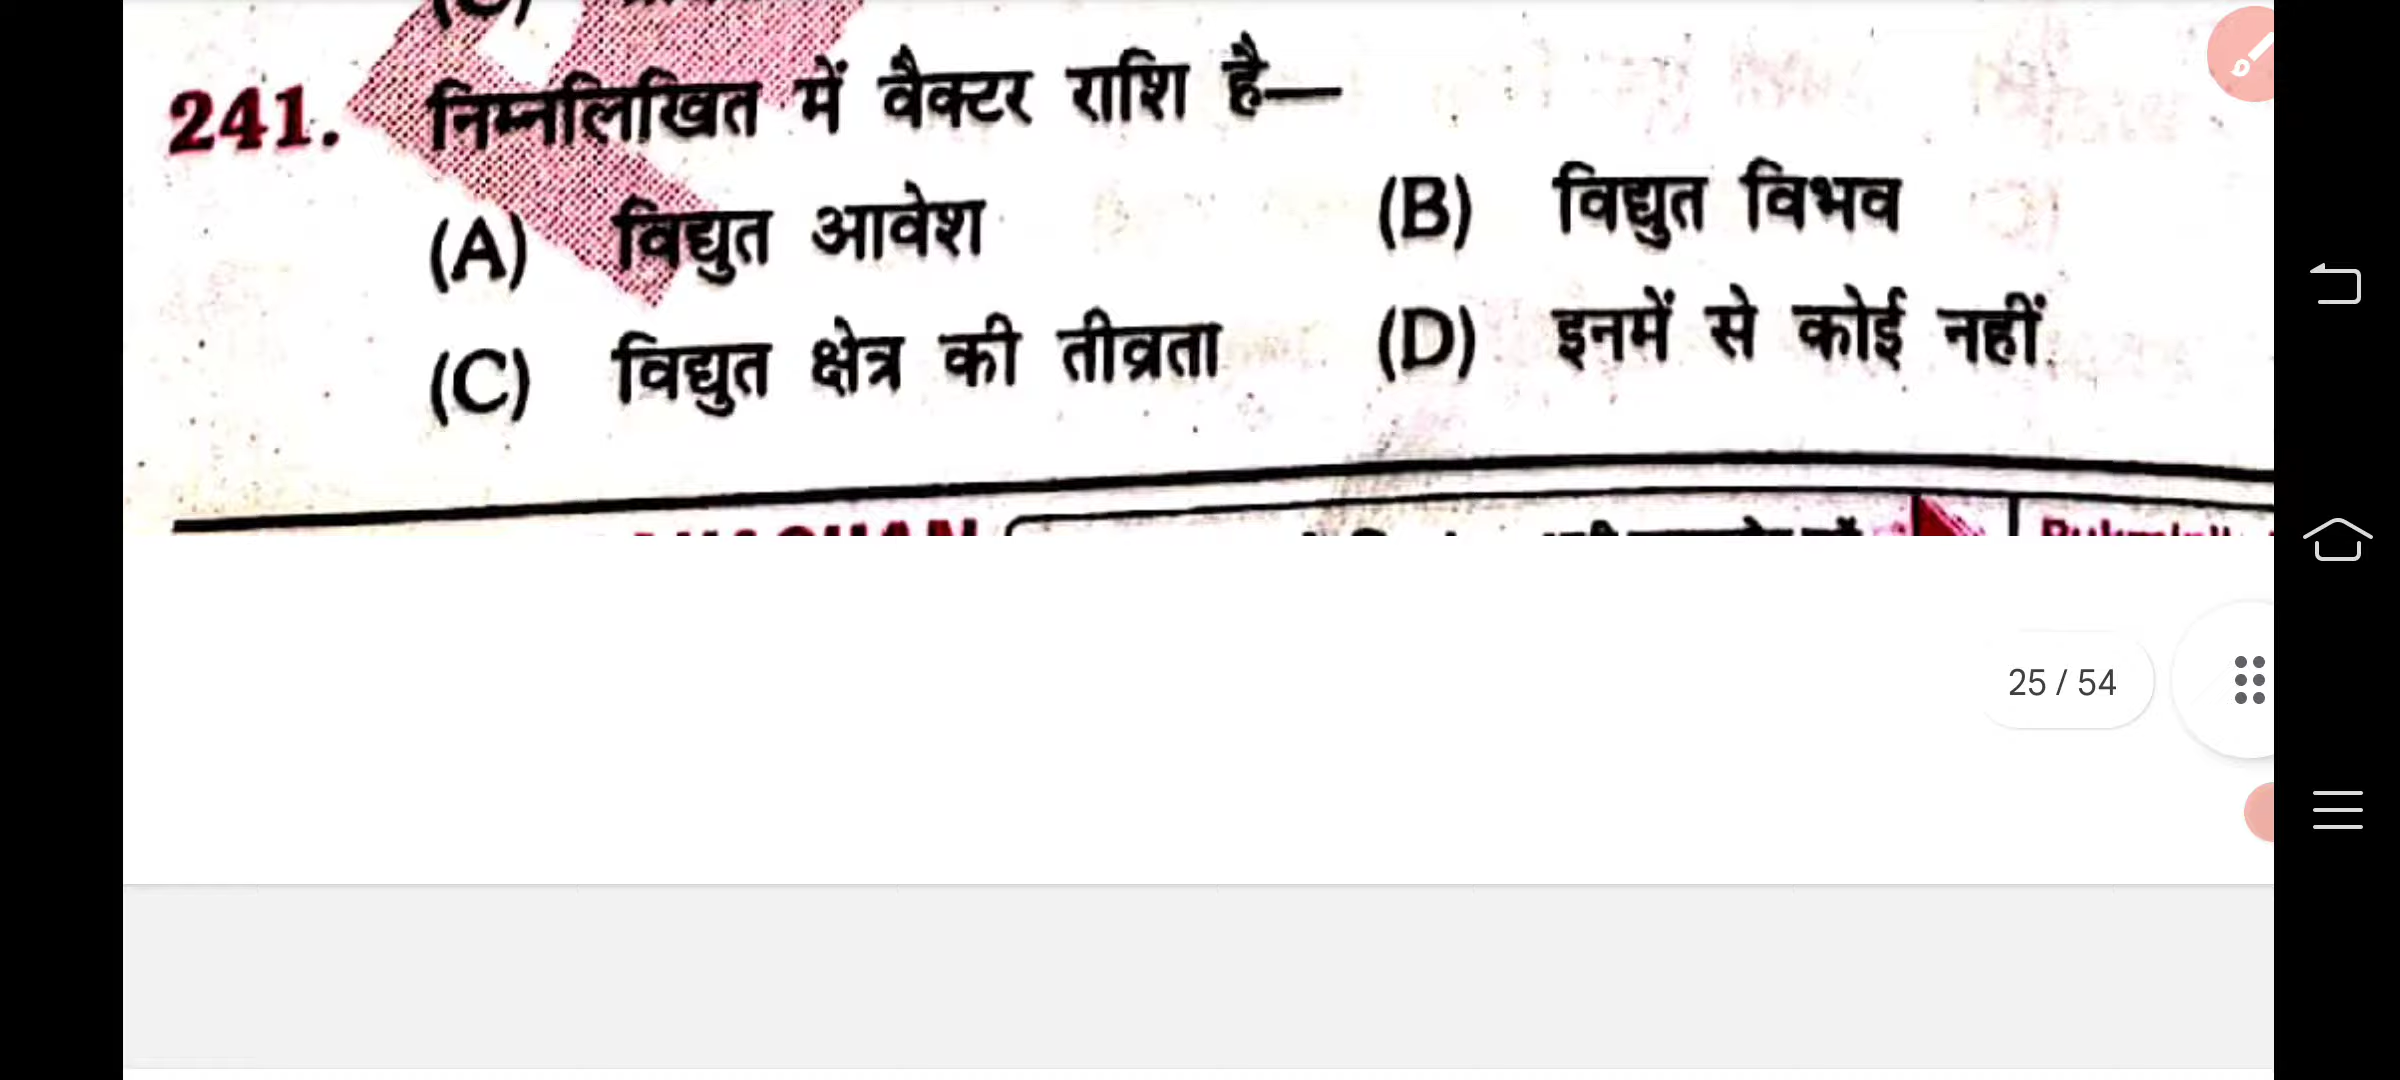 241. निम्नलिखित में वैक्टर राशि है—
(A) विद्युत आवेश (B) विद्युत विभव
(C) विद्युत क्षेत्र की तीव्रता (D) इनमें से कोई नहीं
25 / 54